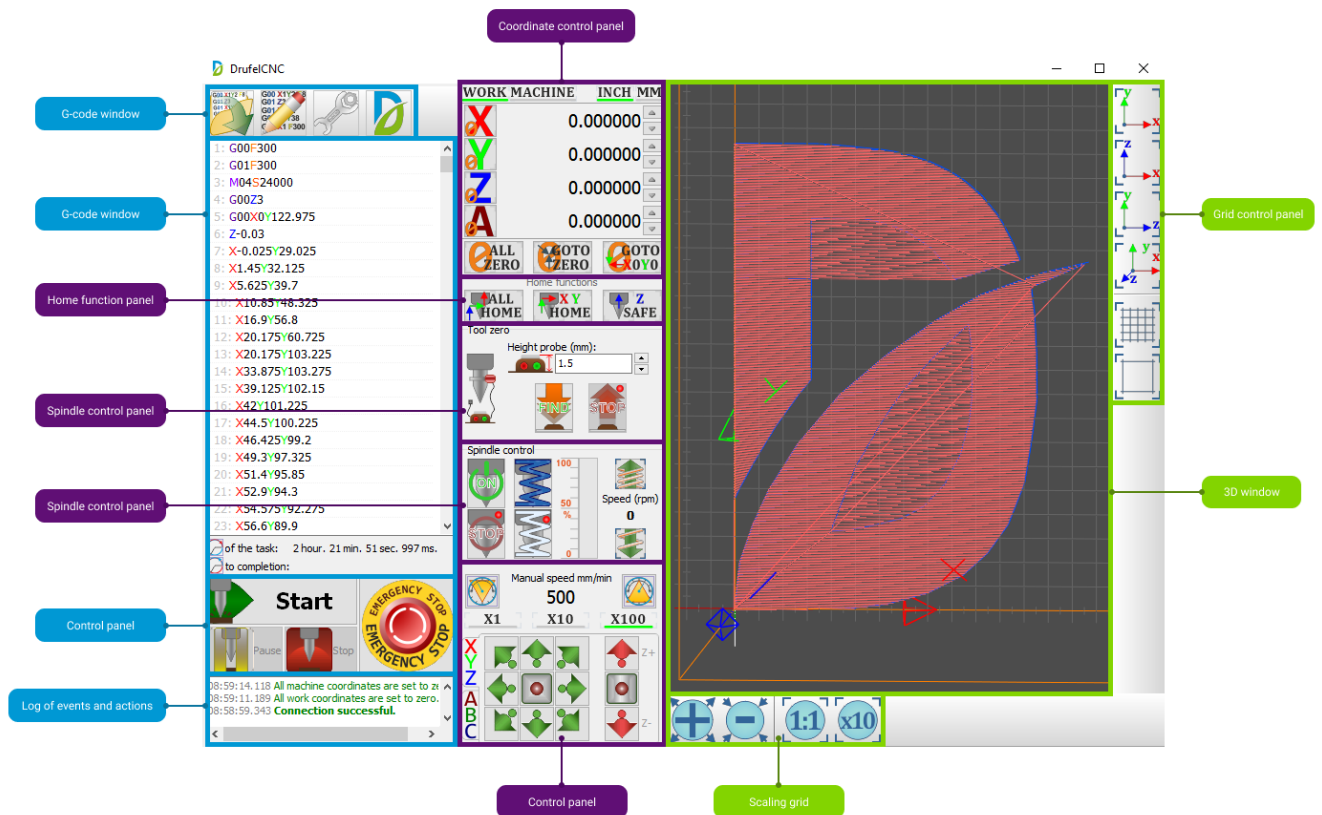 Coordinate control panel
DrufelCNC
G-code window
G-code window
Home function panel
Spindle control panel
Spindle control panel
Control panel
Log of events and actions
1: G00F300
2: G01F300
3: M04S24000
4: G00Z3
5: G00X0Y122.975
6: Z-0.03
7: X-0.025Y29.025
8: X1.45Y32.125
9: X5.625Y39.7
10: X10.85Y48.325
11: X16.9Y56.8
12: X20.175Y60.725
13: X20.175Y103.225
14: X33.875Y103.275
15: X39.125Y102.15
16: X42Y101.225
17: X44.5Y100.225
18: X46.425Y99.2
19: X49.3Y97.325
20: X51.4Y95.85
21: X52.9Y94.3
22: X54.575Y92.275
23: X56.6Y89.9
of the task: 2 hour. 21 min. 51 sec. 997 ms.
to completion:
Start
Pause
Stop
EMERGENCY STOP
EMERGENCY STOP
08:59:14.118 All machine coordinates are set to
08:59:11.189 All work coordinates are set to zero.
08:58:59.343 Connection successful.
WORK MACHINE INCH MM
X 0.000000
Y 0.000000
Z 0.000000
A 0.000000
ALL ZERO
GOTO ZERO
GOTO X0Y0
Home functions
ALL HOME
X Y HOME
Z SAFE
Tool zero
Height probe (mm):
1.5
FIND
STOP
Spindle control
ON
STOP
100
50
%
0
Speed (rpm)
0
Manual speed mm/min
500
X1 X10 X100
X
Y
Z
A
B
C
Z+
Z-
Control panel
Y
X
y
x
z
x
y
z
y
x
z
Grid control panel
3D window
1:1
x10
Scaling grid